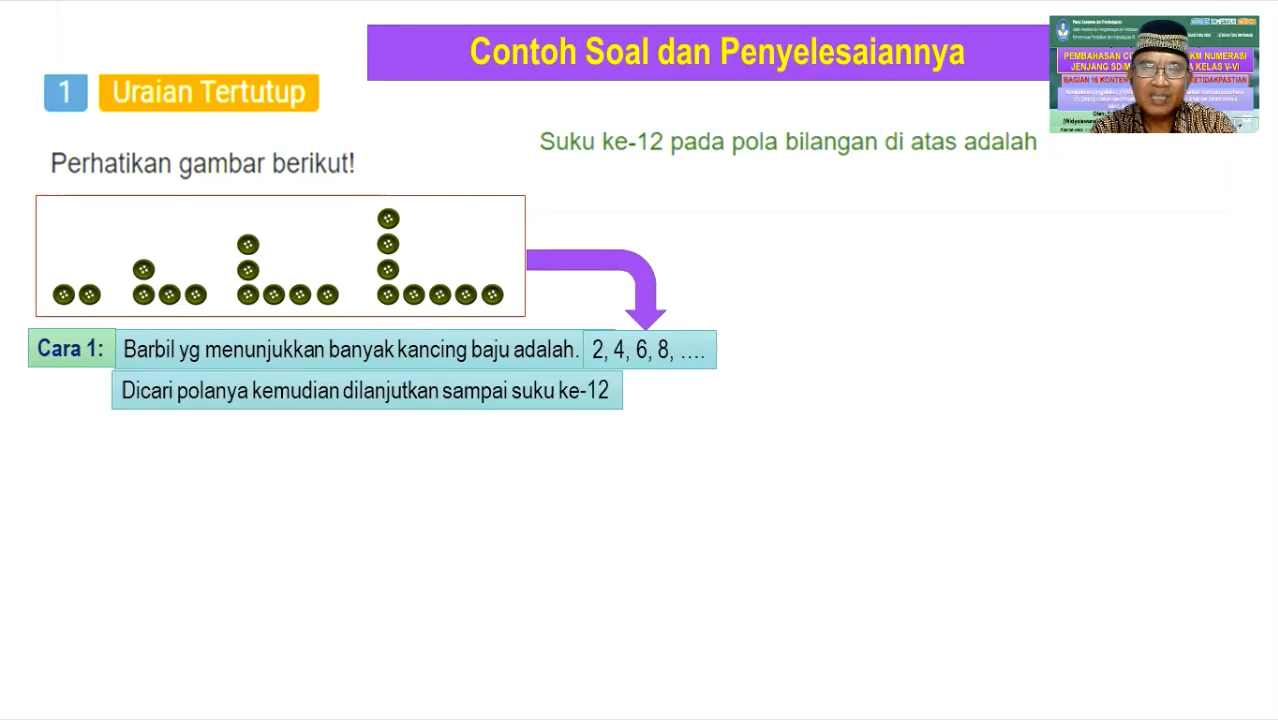 Contoh Soal dan Penyelesaiannya
1 Uraian Tertutup
Suku ke-12 pada pola bilangan di atas adalah
Perhatikan gambar berikut!
Cara 1: Barbil yg menunjukkan banyak kancing baju adalah. 2, 4, 6, 8, ….
Dicari polanya kemudian dilanjutkan sampai suku ke-12
PEMBAHASAN
KM NUMERASI
JENJANG SD/M
KELAS V-VI
BAGIAN 16 KONTEN